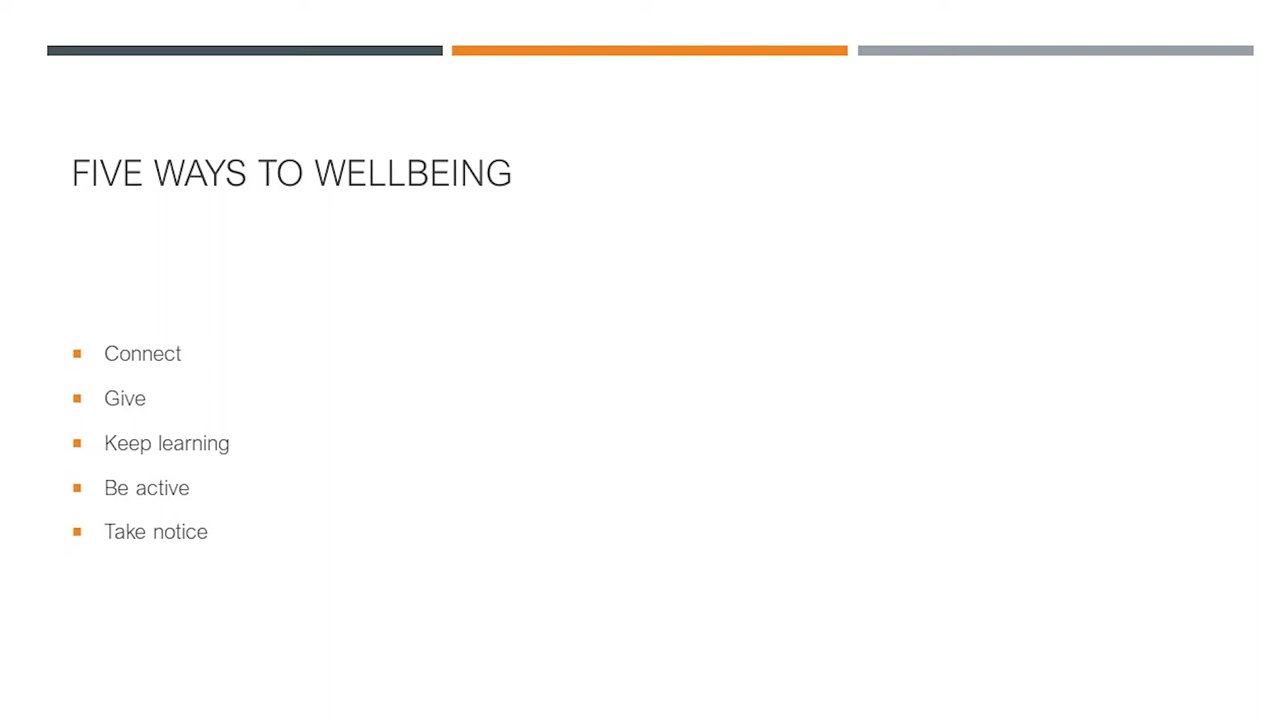 FIVE WAYS TO WELLBEING
Connect
Give
Keep learning
Be active
Take notice